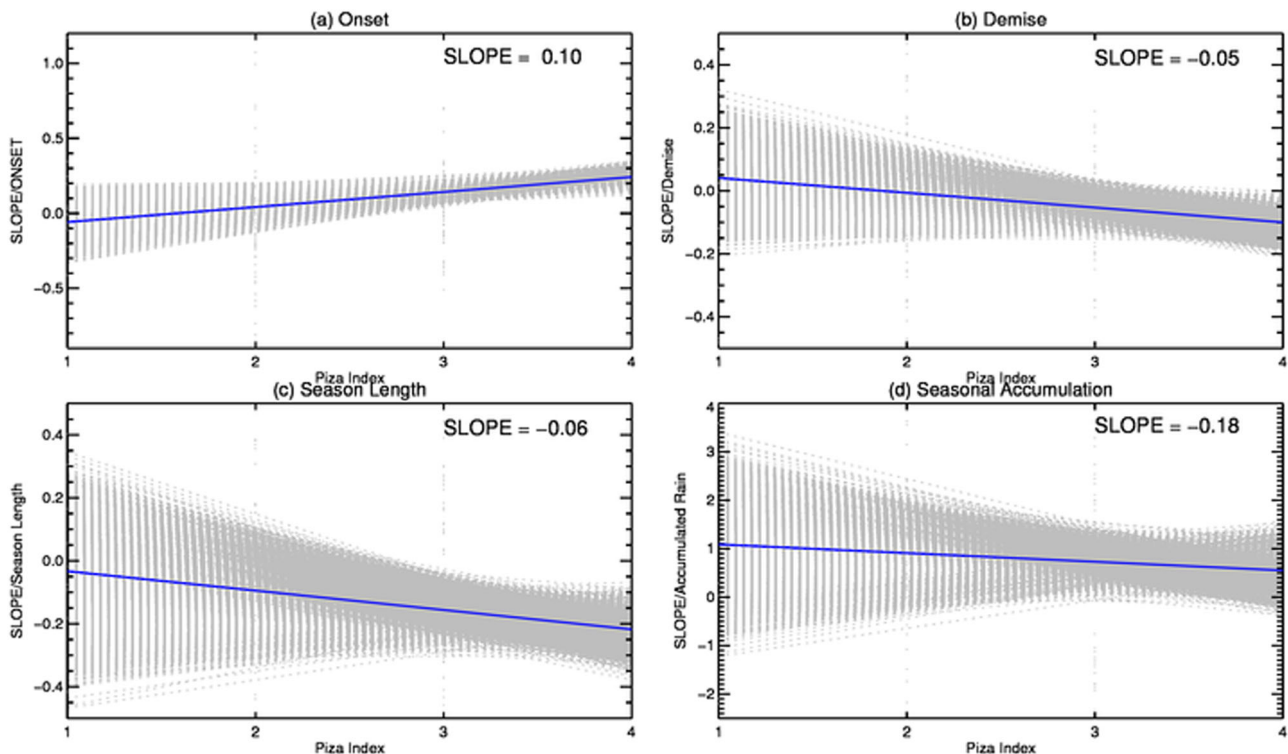 (a) Onset
(b) Demise
1.0
0.5
0.0
−0.5
SLOPE/ONSET
SLOPE = 0.10
1
2
3
4
Piza Index
0.4
0.2
0.0
−0.2
−0.4
SLOPE/Demise
SLOPE = −0.05
1
2
3
4
Piza Index
(c) Season Length
(d) Seasonal Accumulation
0.4
0.2
0.0
−0.2
−0.4
SLOPE/Season Length
SLOPE = −0.06
1
2
3
4
Piza Index
4
3
2
1
0
−1
−2
SLOPE/Accumulated Rain
SLOPE = −0.18
1
2
3
4
Piza Index